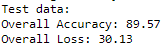 Test data:
Overall Accuracy: 89.57
Overall Loss: 30.13